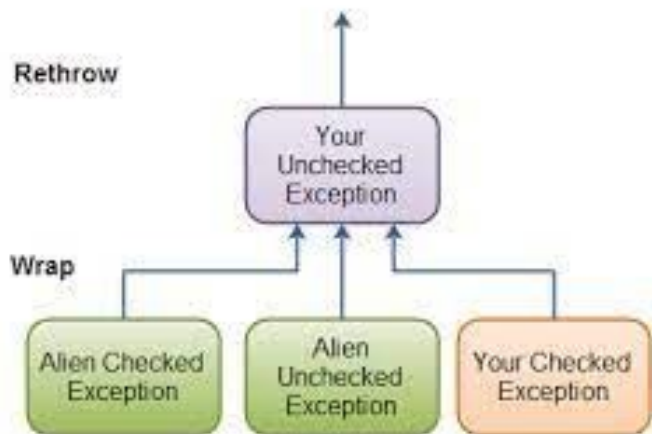 Rethrow
Your
Unchecked
Exception
Wrap
Alien Checked
Exception
Alien
Unchecked
Exception
Your Checked
Exception